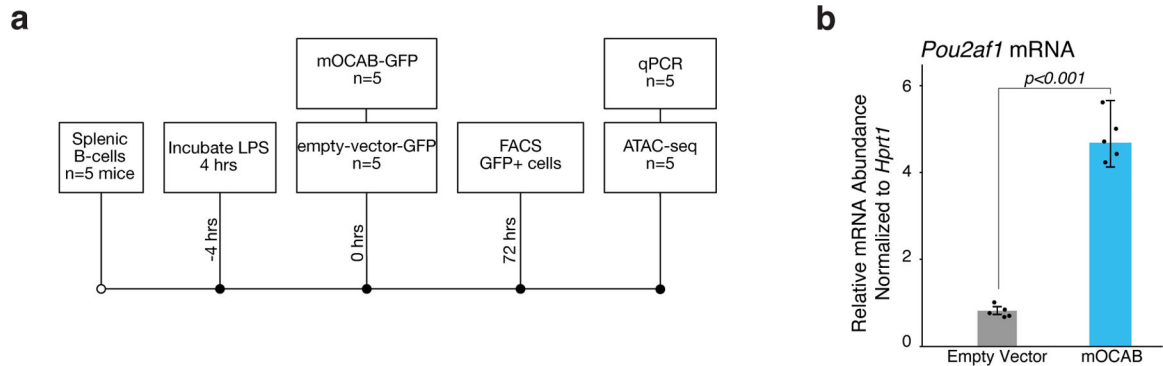 a
Splenic
B-cells
n=5 mice
Incubate LPS
4 hrs
mOCAB-GFP
n=5
empty-vector-GFP
n=5
FACS
GFP+ cells
qPCR
n=5
ATAC-seq
n=5
-4 hrs
0 hrs
72 hrs
b
Pou2af1 mRNA
p<0.001
Relative mRNA Abundance
Normalized to Hprt1
6
4
2
0
Empty Vector
mOCAB